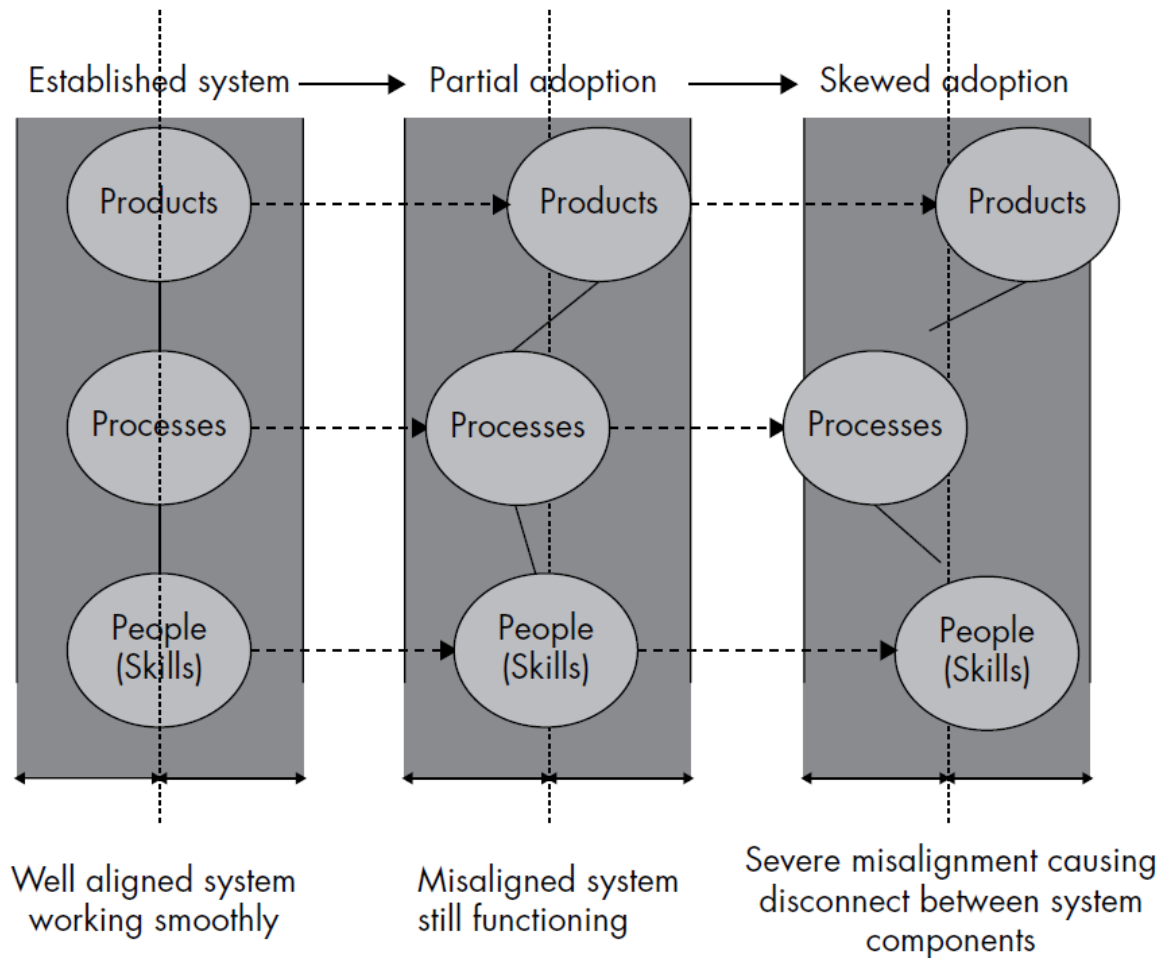 Established system
Partial adoption
Skewed adoption
Products
Products
Products
Processes
Processes
Processes
People
(Skills)
People
(Skills)
People
(Skills)
Well aligned system
working smoothly
Misaligned system
still functioning
Severe misalignment causing
disconnect between system
components